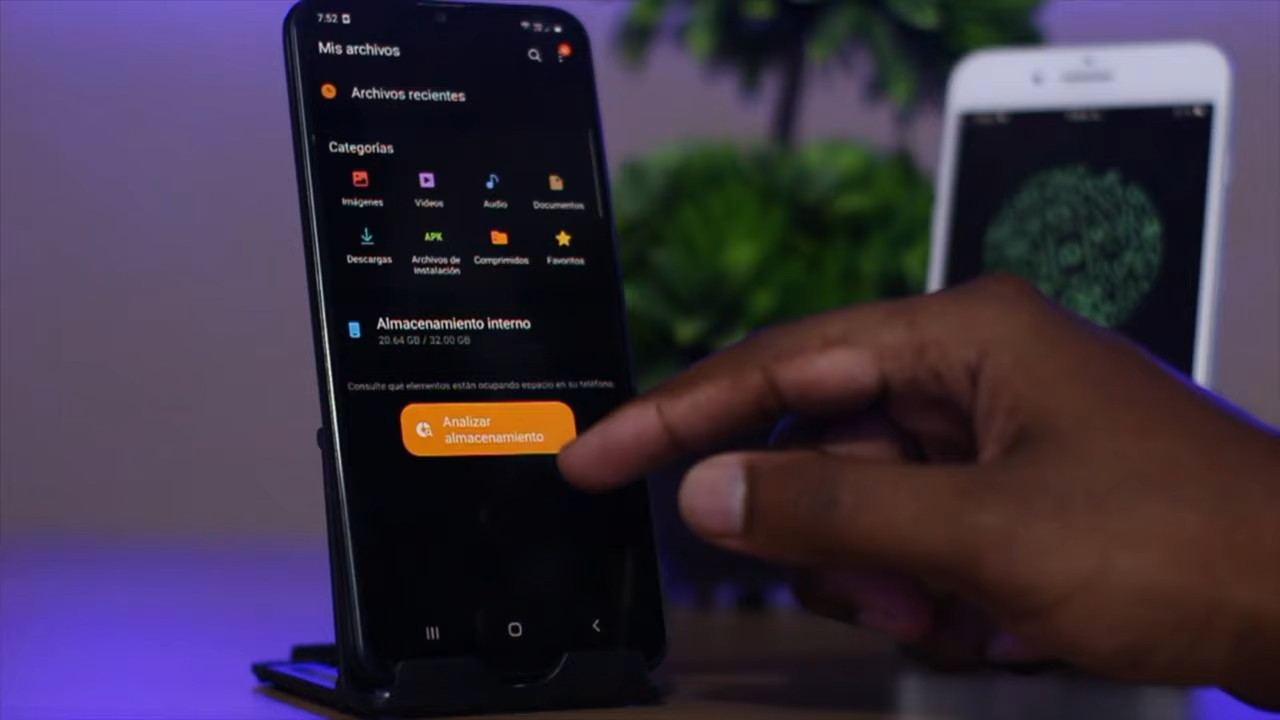 7:52
Mis archivos
Archivos recientes
Categorías
Imágenes
Videos
Audio
Documentos
Descargas
APK
Archivos de
instalación
Comprimidos
Favoritos
Almacenamiento interno
20.64 GB / 32.00 GB
Consulte qué elementos están ocupando espacio en su teléfono.
Analizar
almacenamiento